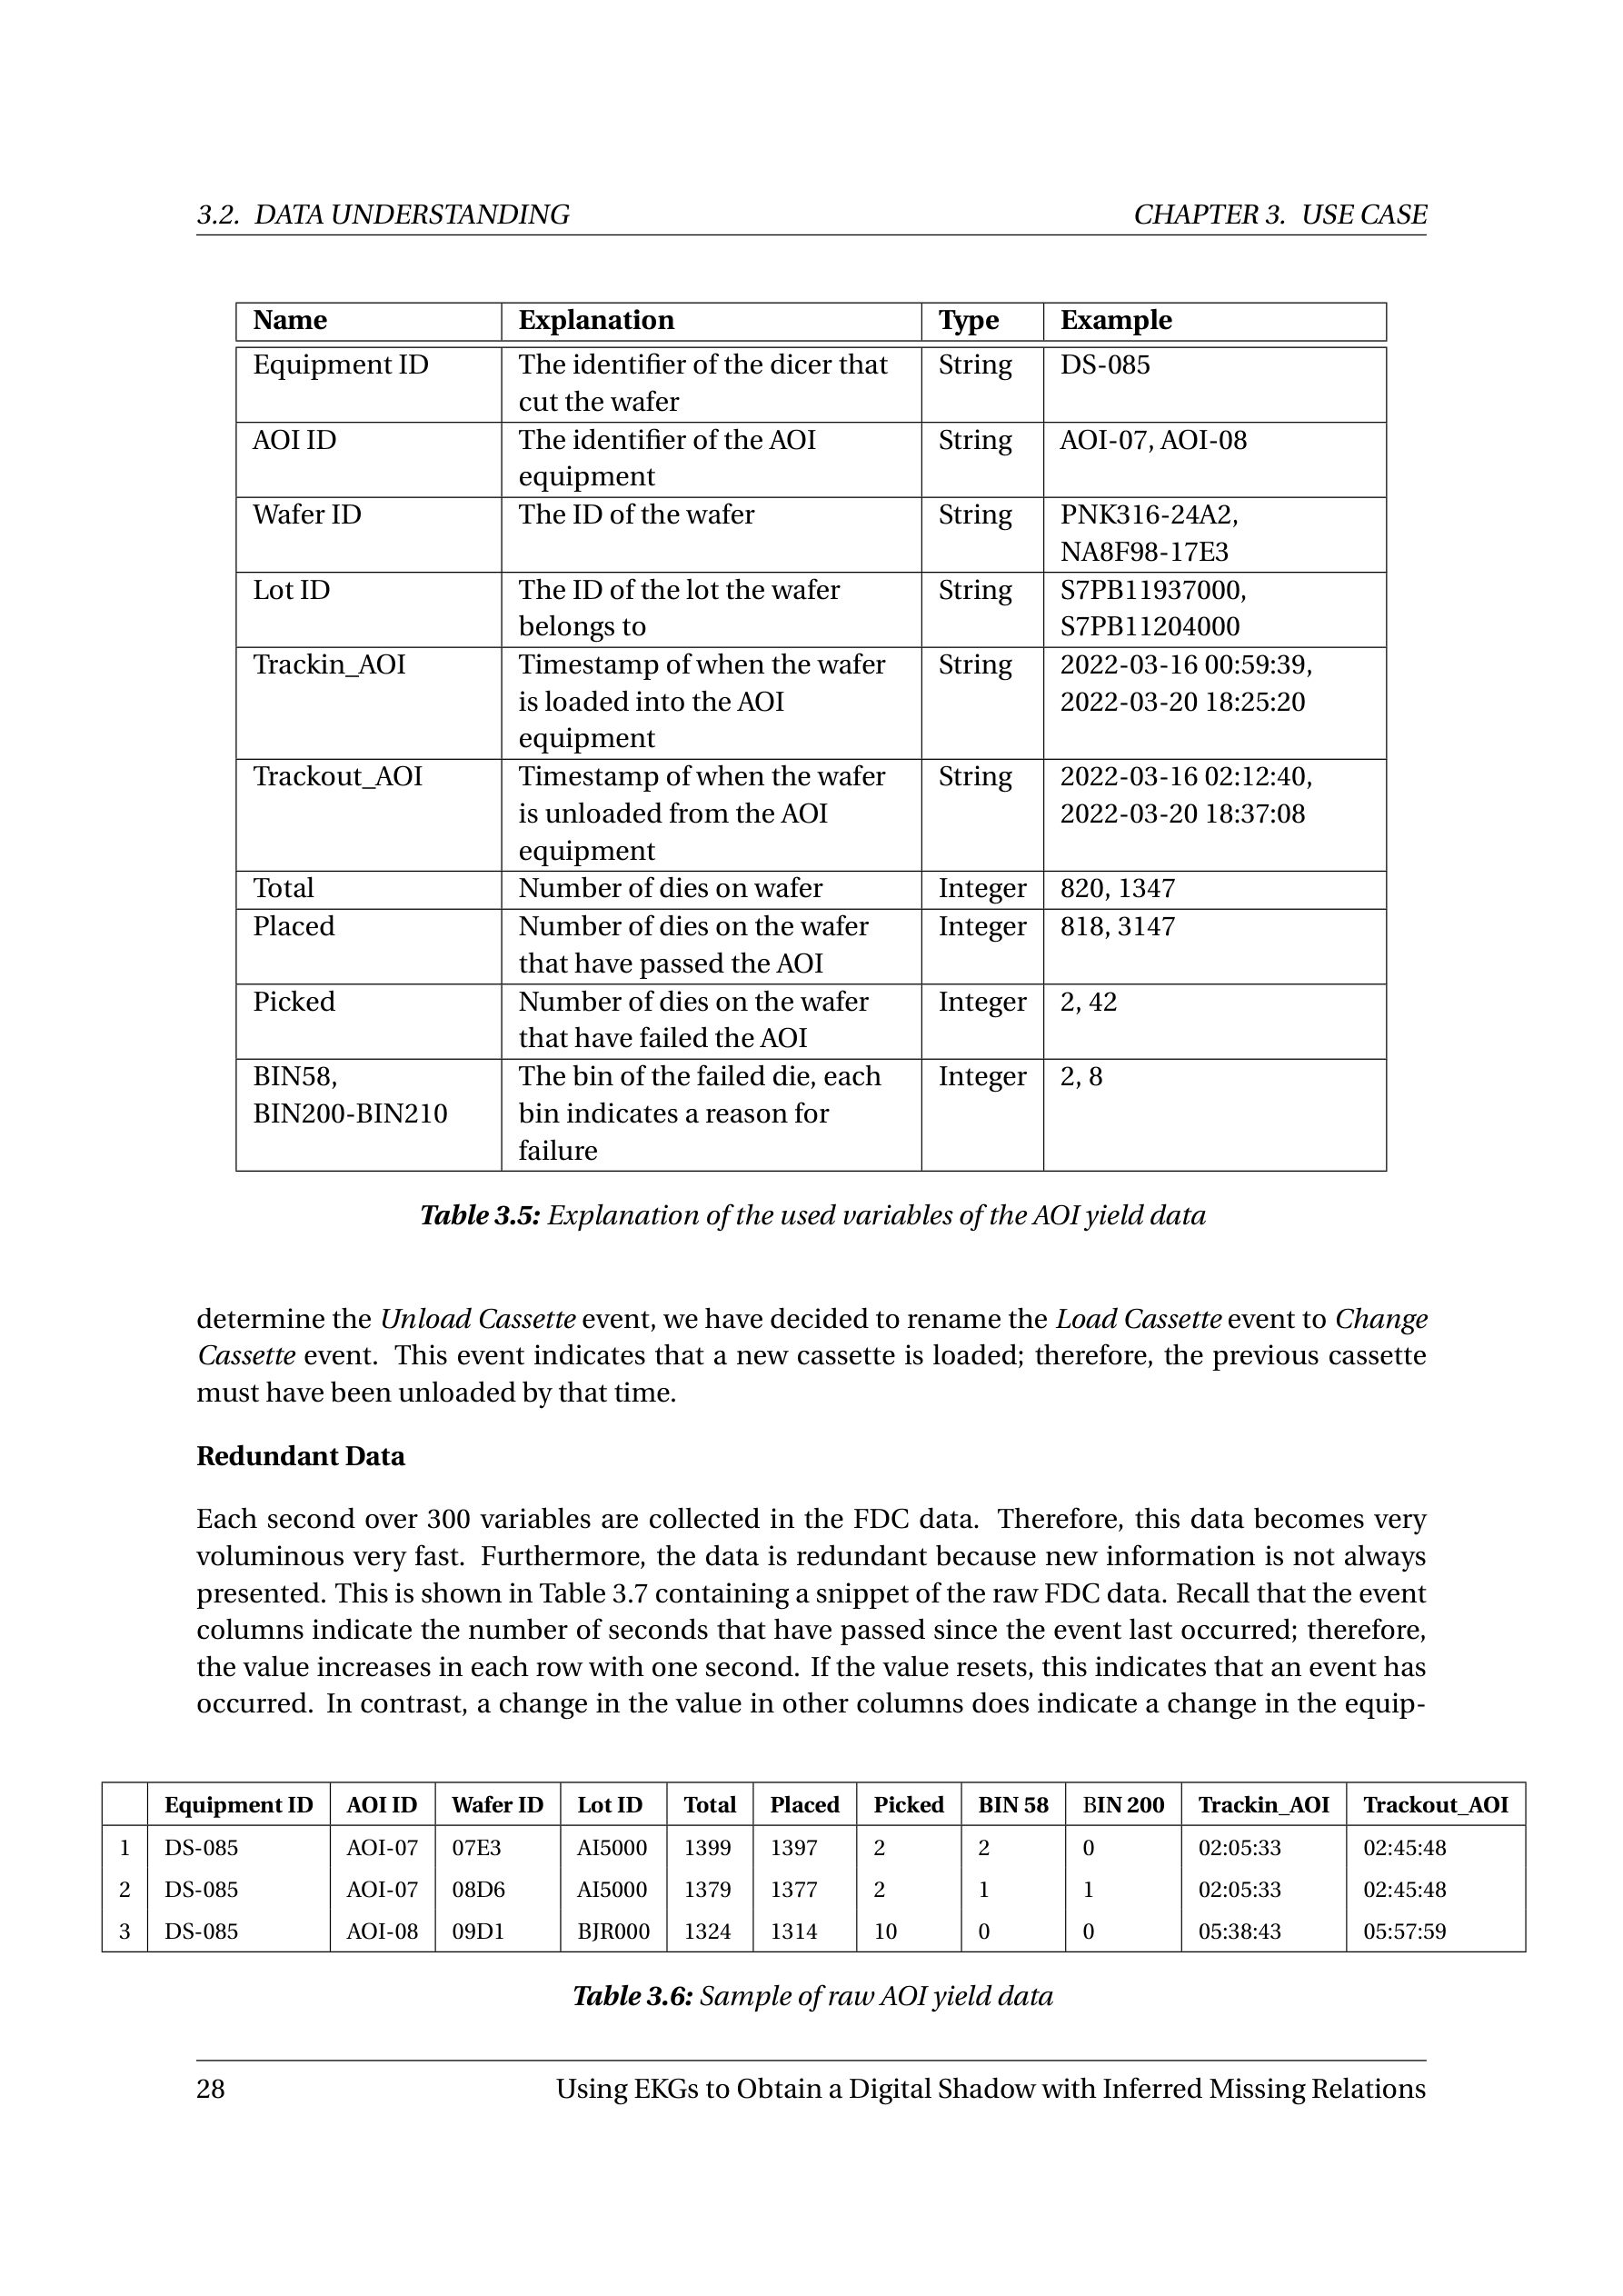 3.2. DATA UNDERSTANDING CHAPTER 3. USE CASE
Name Explanation Type Example
Equipment ID The identifier of the dicer that String DS-085
cut the wafer
AOI ID The identifier of the AOI String AOI-07, AOI-08
equipment
Wafer ID The ID of the wafer String PNK316-24A2,
NA8F98-17E3
Lot ID The ID of the lot the wafer String S7PB11937000,
belongs to S7PB11204000
Trackin_AOI Timestamp of when the wafer String 2022-03-16 00:59:39,
is loaded into the AOI 2022-03-20 18:25:20
equipment
Trackout_AOI Timestamp of when the wafer String 2022-03-16 02:12:40,
is unloaded from the AOI 2022-03-20 18:37:08
equipment
Total Number of dies on wafer Integer 820, 1347
Placed Number of dies on the wafer Integer 818, 3147
that have passed the AOI
Picked Number of dies on the wafer Integer 2, 42
that have failed the AOI
BIN58, The bin of the failed die, each Integer 2, 8
BIN200-BIN210 bin indicates a reason for
failure
Table 3.5: Explanation of the used variables of the AOI yield data
determine the Unload Cassette event, we have decided to rename the Load Cassette event to Change
Cassette event. This event indicates that a new cassette is loaded; therefore, the previous cassette
must have been unloaded by that time.
Redundant Data
Each second over 300 variables are collected in the FDC data. Therefore, this data becomes very
voluminous very fast. Furthermore, the data is redundant because new information is not always
presented. This is shown in Table 3.7 containing a snippet of the raw FDC data. Recall that the event
columns indicate the number of seconds that have passed since the event last occurred; therefore,
the value increases in each row with one second. If the value resets, this indicates that an event has
occurred. In contrast, a change in the value in other columns does indicate a change in the equip-
Equipment ID AOI ID Wafer ID Lot ID Total Placed Picked BIN 58 BIN 200 Trackin_AOI Trackout_AOI
1 DS-085 AOI-07 07E3 AI5000 1399 1397 2 2 0 02:05:33 02:45:48
2 DS-085 AOI-07 08D6 AI5000 1379 1377 2 1 1 02:05:33 02:45:48
3 DS-085 AOI-08 09D1 BJR000 1324 1314 10 0 0 05:38:43 05:57:59
Table 3.6: Sample of raw AOI yield data
28 Using EKGs to Obtain a Digital Shadow with Inferred Missing Relations